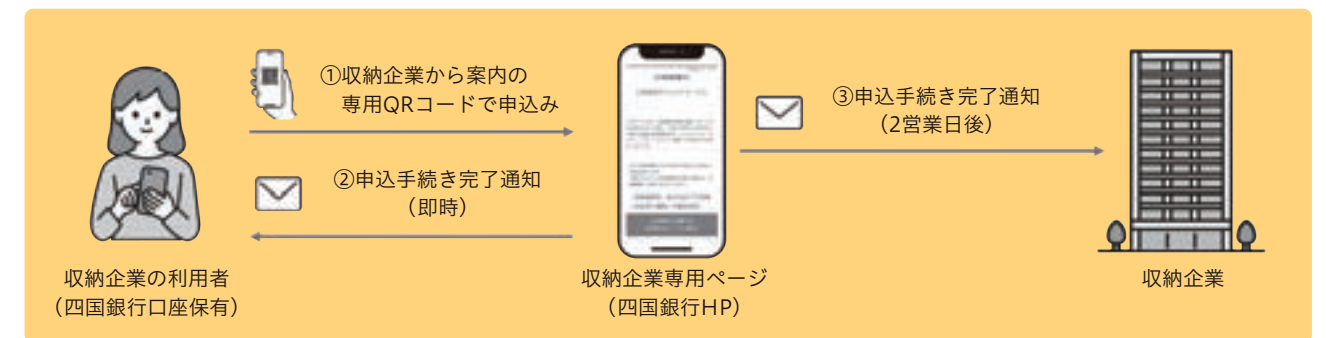 ①収納企業から案内の
専用QRコードで申込み
②申込手続き完了通知
（即時）
③申込手続き完了通知
（2営業日後）
収納企業の利用者
（四国銀行口座保有）
収納企業専用ページ
（四国銀行HP）
収納企業